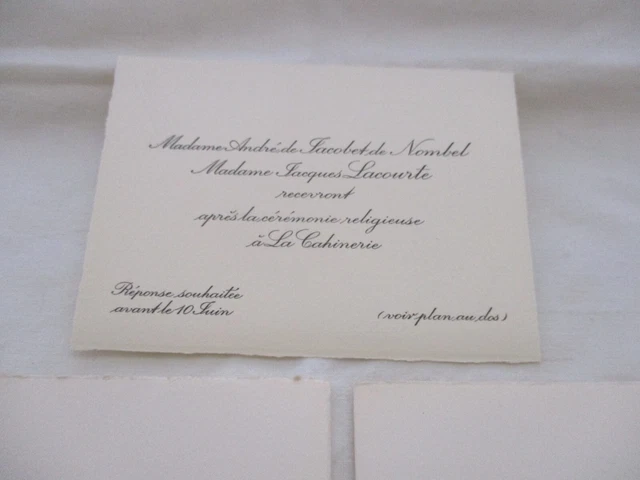 Madame André de Jacobet de Nombel
Madame Jacques Lacourte
recevront
après la cérémonie religieuse
à La Cahinerie
Réponse souhaitée
avant le 10 Juin
(voir plan au dos)